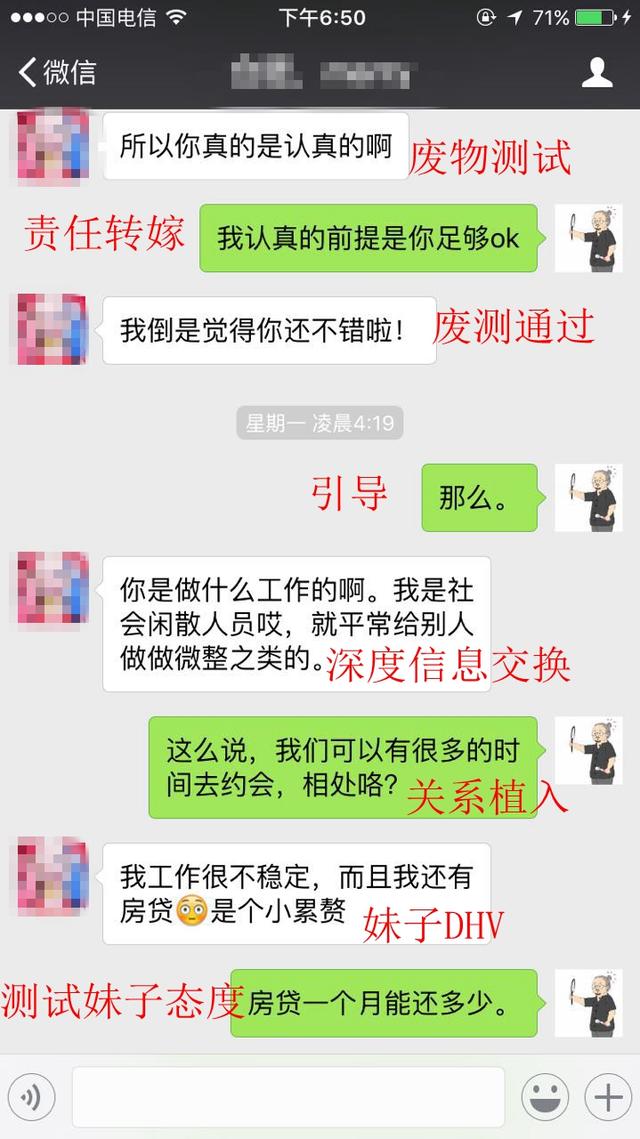 中国电信 下午6:50 71%
微信
所以你真的是认真的啊
废物测试
责任转嫁
我认真的前提是你足够ok
我倒是觉得你还不错啦！
废测通过
星期一 凌晨4:19
引导
那么。
你是做什么工作的啊。我是社
会闲散人员哎，就平常给别人
做做微整之类的。
深度信息交换
这么说，我们可以有很多的时
间去约会，相处咯？
关系植入
我工作很不稳定，而且我还有
房贷😳是个小累赘
妹子DHV
测试妹子态度
房贷一个月能还多少。